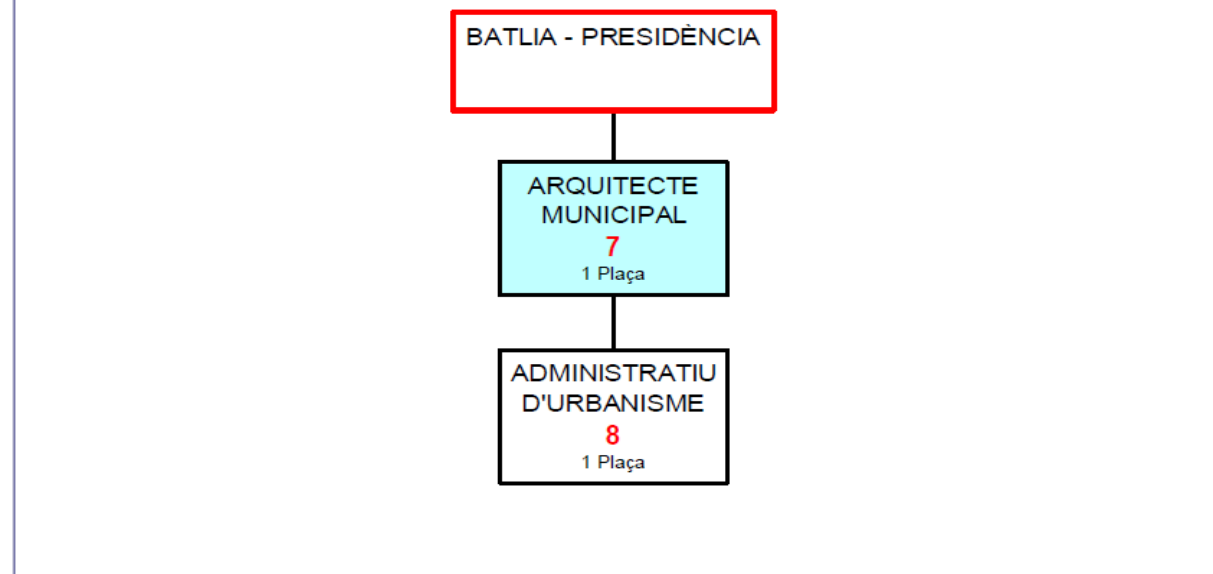 BATLIA - PRESIDÈNCIA
ARQUITECTE
MUNICIPAL
7
1 Plaça
ADMINISTRATIU
D'URBANISME
8
1 Plaça